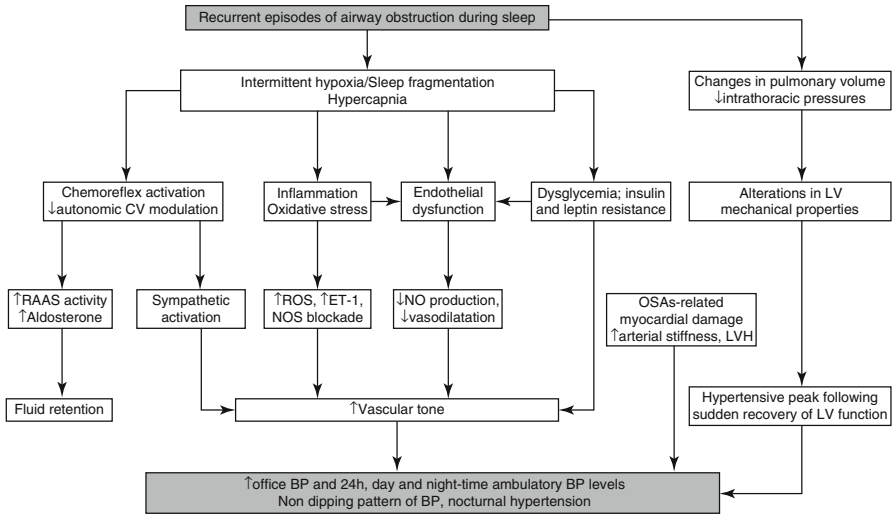 Recurrent episodes of airway obstruction during sleep
Intermittent hypoxia/Sleep fragmentation
Hypercapnia
Changes in pulmonary volume
↓intrathoracic pressures
Chemoreflex activation
↓autonomic CV modulation
Inflammation
Oxidative stress
Endothelial
dysfunction
Dysglycemia; insulin
and leptin resistance
Alterations in LV
mechanical properties
↑RAAS activity
↑Aldosterone
Sympathetic
activation
↑ROS, ↑ET-1,
NOS blockade
↓NO production,
↓vasodilatation
OSAs-related
myocardial damage
↑arterial stiffness, LVH
Fluid retention
↑Vascular tone
Hypertensive peak following
sudden recovery of LV function
↑office BP and 24h, day and night-time ambulatory BP levels
Non dipping pattern of BP, nocturnal hypertension